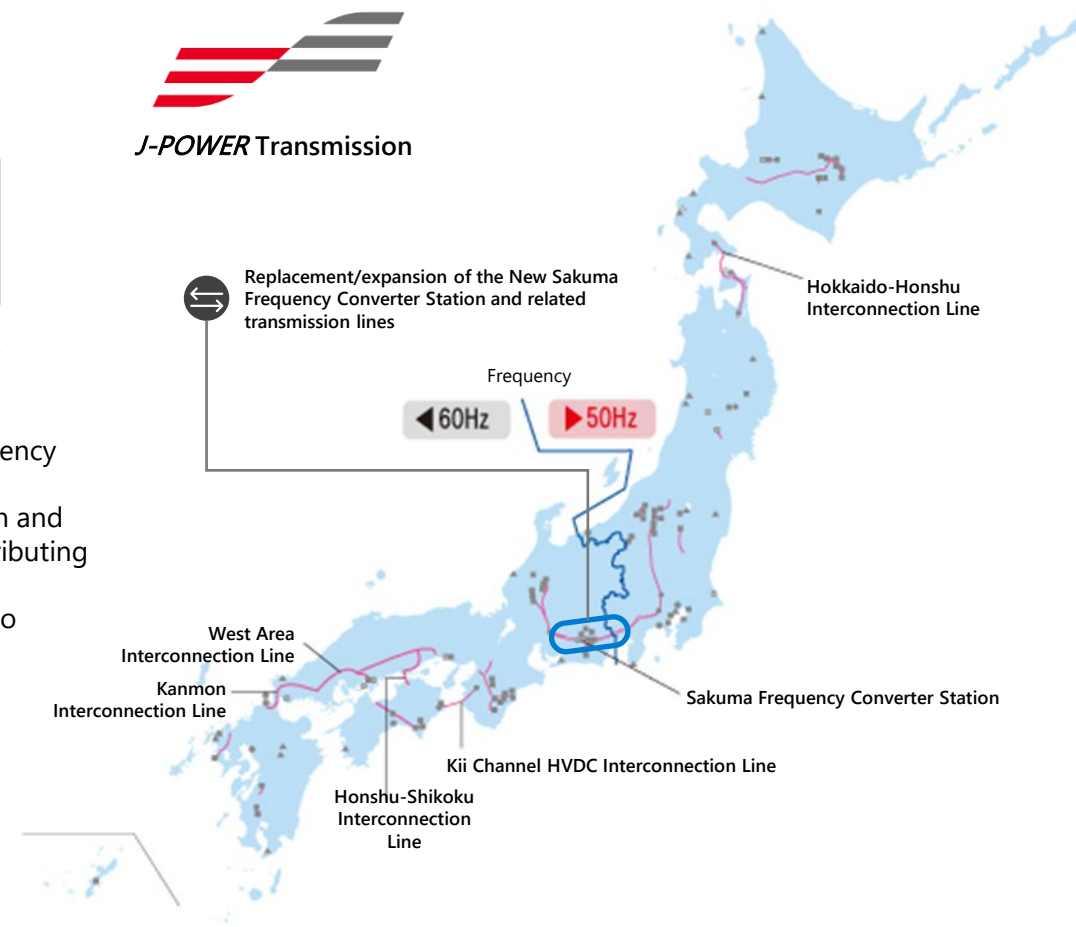 J-POWER Transmission
Replacement/expansion of the New Sakuma
Frequency Converter Station and related
transmission lines
Hokkaido-Honshu
Interconnection Line
Frequency
60Hz
50Hz
ency
and
ributing
o
West Area
Interconnection Line
Kanmon
Interconnection Line
Sakuma Frequency Converter Station
Kii Channel HVDC Interconnection Line
Honshu-Shikoku
Interconnection
Line